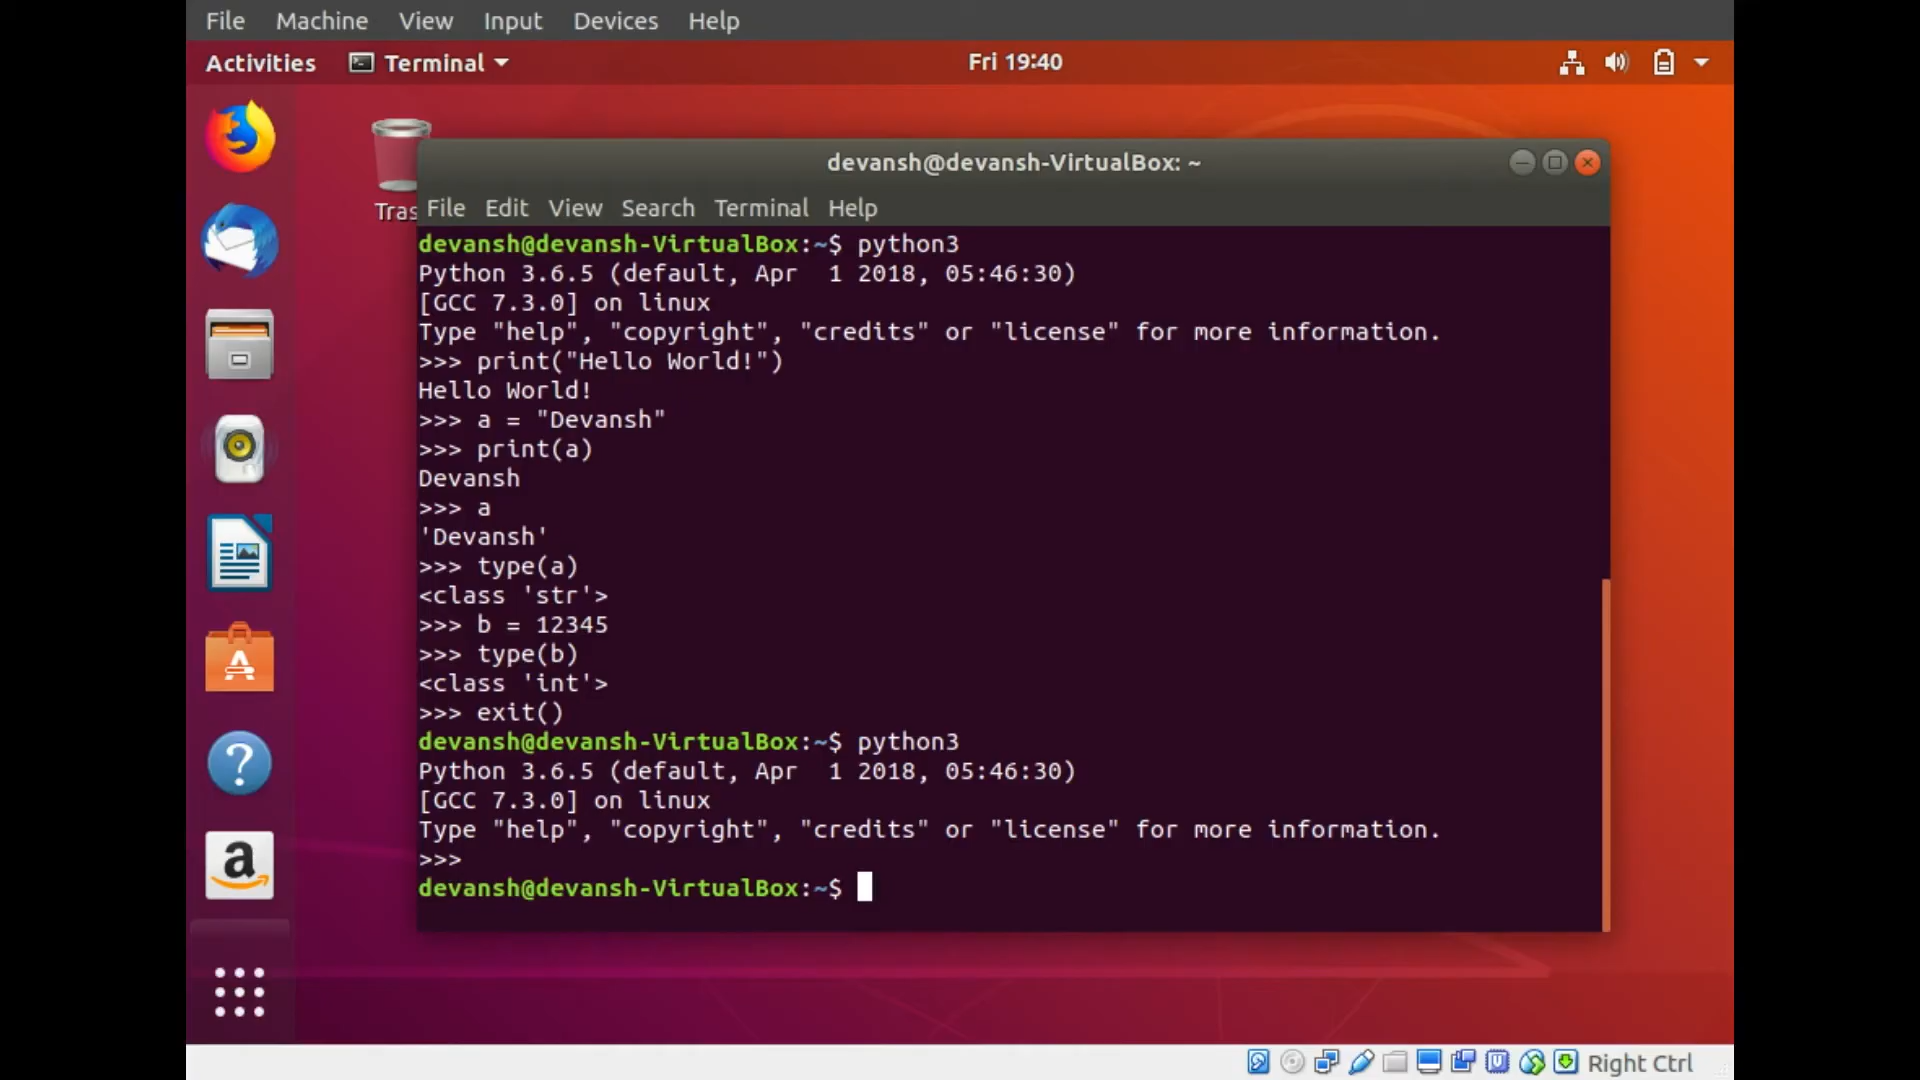 File Machine View Input Devices Help
Activities Terminal Fri 19:40
Tras
devansh@devansh-VirtualBox: ~
File Edit View Search Terminal Help
devansh@devansh-VirtualBox:~$ python3
Python 3.6.5 (default, Apr  1 2018, 05:46:30)
[GCC 7.3.0] on linux
Type "help", "copyright", "credits" or "license" for more information.
>>> print("Hello World!")
Hello World!
>>> a = "Devansh"
>>> print(a)
Devansh
>>> a
'Devansh'
>>> type(a)
<class 'str'>
>>> b = 12345
>>> type(b)
<class 'int'>
>>> exit()
devansh@devansh-VirtualBox:~$ python3
Python 3.6.5 (default, Apr  1 2018, 05:46:30)
[GCC 7.3.0] on linux
Type "help", "copyright", "credits" or "license" for more information.
>>>
devansh@devansh-VirtualBox:~$
Right Ctrl